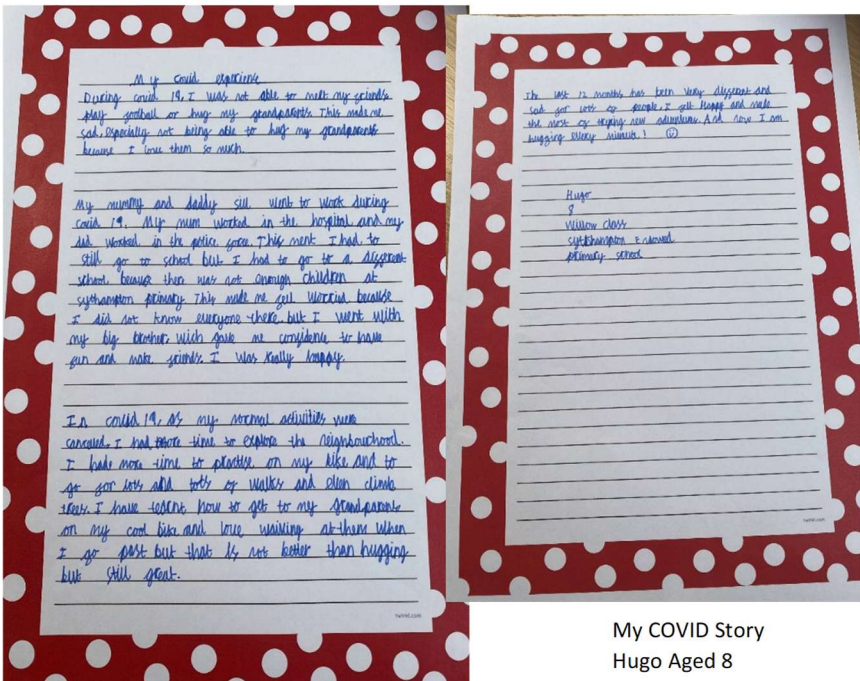 My covid experience
During covid 19, I was not able to meet my friends,
play football or hug my grandparents. This made me
sad, Especially not being able to hug my grandparents
because I love them so much.
My mummy and daddy still went to work during
covid 19. My mum worked in the hospital and my
dad worked in the police force. This ment I had to
still go to school but I had to go to a different
school because there was not enough children at
sythampton primary. This made me feel worried because
I did not know everyone there but I went with
my big brother, wich gave me confidence to have
fun and make friends. I was really happy.
In covid 19, as my normal activities were
canceled, I had more time to explore the neighbourhood.
I had more time to practise on my bike and to
go for lots and lots of walks and even climb
trees. I have learnt how to get to my grandparents
on my cool bike and love waiving at them when
I go past but that is not better than hugging
but still great.
twinkl.com
The last 12 months has been very different and
sad for lots of people. I felt happy and made
the most of trying new adventures. And now I am
hugging every minute!
Hugo
8
Willow Class
primary school
twinkl.com
My COVID Story
Hugo Aged 8